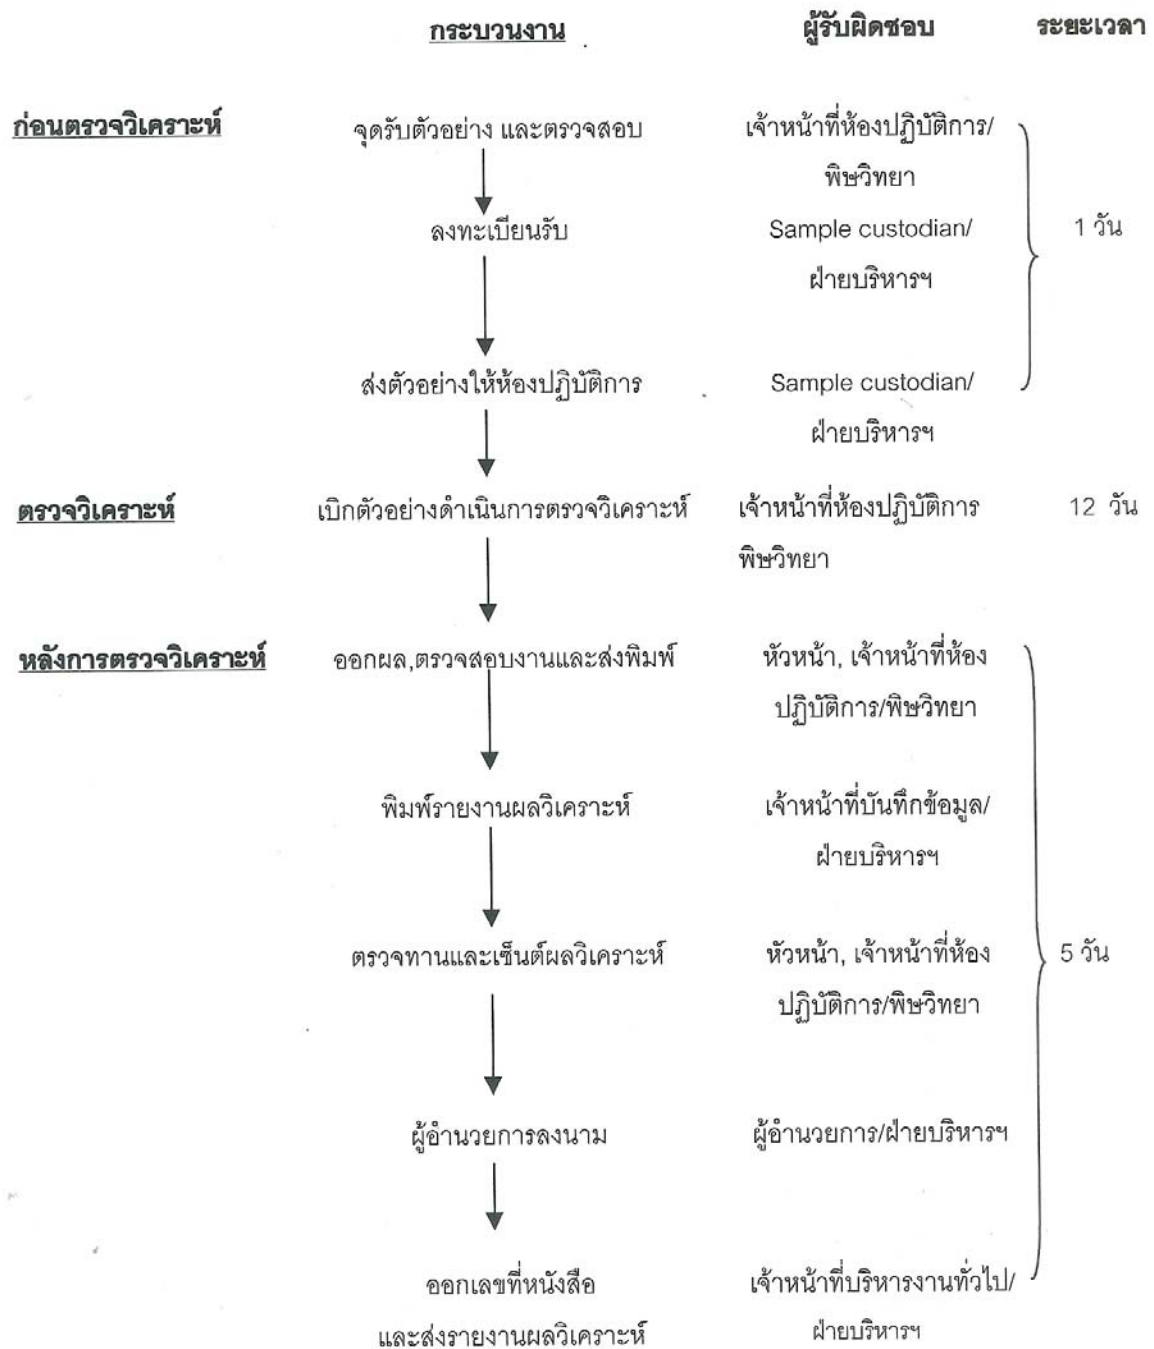 กระบวนงาน ผู้รับผิดชอบ ระยะเวลา
ก่อนตรวจวิเคราะห์ จุดรับตัวอย่าง และตรวจสอบ เจ้าหน้าที่ห้องปฏิบัติการ/
พิษวิทยา
ลงทะเบียนรับ Sample custodian/ 1 วัน
ฝ่ายบริหารฯ
ส่งตัวอย่างให้ห้องปฏิบัติการ Sample custodian/
ฝ่ายบริหารฯ
ตรวจวิเคราะห์ เบิกตัวอย่างดำเนินการตรวจวิเคราะห์ เจ้าหน้าที่ห้องปฏิบัติการ 12 วัน
พิษวิทยา
หลังการตรวจวิเคราะห์ ออกผล,ตรวจสอบงานและส่งพิมพ์ หัวหน้า, เจ้าหน้าที่ห้อง
ปฏิบัติการ/พิษวิทยา
พิมพ์รายงานผลวิเคราะห์ เจ้าหน้าที่บันทึกข้อมูล/
ฝ่ายบริหารฯ
ตรวจทานและเซ็นต์ผลวิเคราะห์ หัวหน้า, เจ้าหน้าที่ห้อง 5 วัน
ปฏิบัติการ/พิษวิทยา
ผู้อำนวยการลงนาม ผู้อำนวยการ/ฝ่ายบริหารฯ
ออกเลขที่หนังสือ เจ้าหน้าที่บริหารงานทั่วไป/
และส่งรายงานผลวิเคราะห์ ฝ่ายบริหารฯ